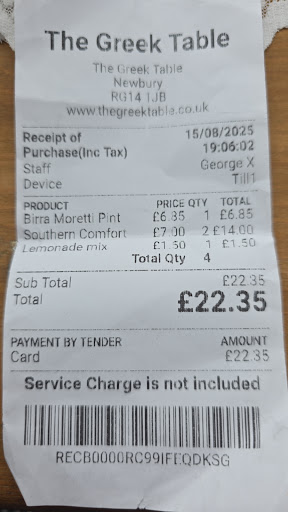 The Greek Table
The Greek Table
Newbury
RG14 1JB
www.thegreektable.co.uk
Receipt of 15/08/2025
Purchase(Inc Tax) 19:06:02
Staff George X
Device Till1
PRODUCT PRICE QTY TOTAL
Birra Moretti Pint £6.85 1 £6.85
Southern Comfort £7.00 2 £14.00
Lemonade mix £1.50 1 £1.50
Total Qty 4
Sub Total £22.35
Total £22.35
PAYMENT BY TENDER AMOUNT
Card £22.35
Service Charge is not included
RECB0000RC99IFEQDKSG